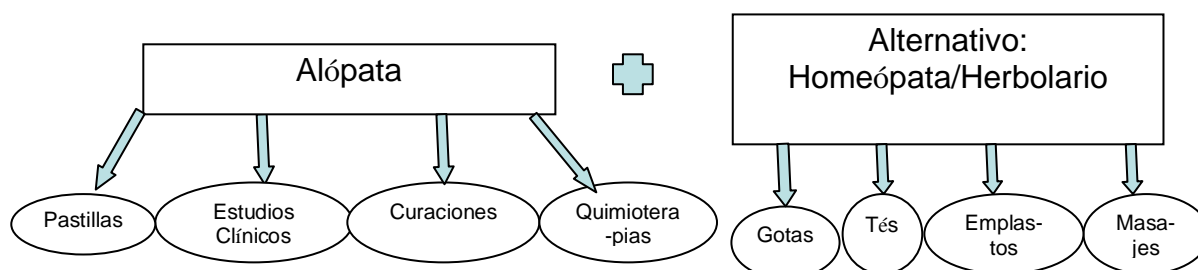 Alópata
Alternativo:
Homeópata/Herbolario
Pastillas
Estudios
Clínicos
Curaciones
Quimiotera
-pias
Gotas
Tés
Emplas-
tos
Masa-
jes